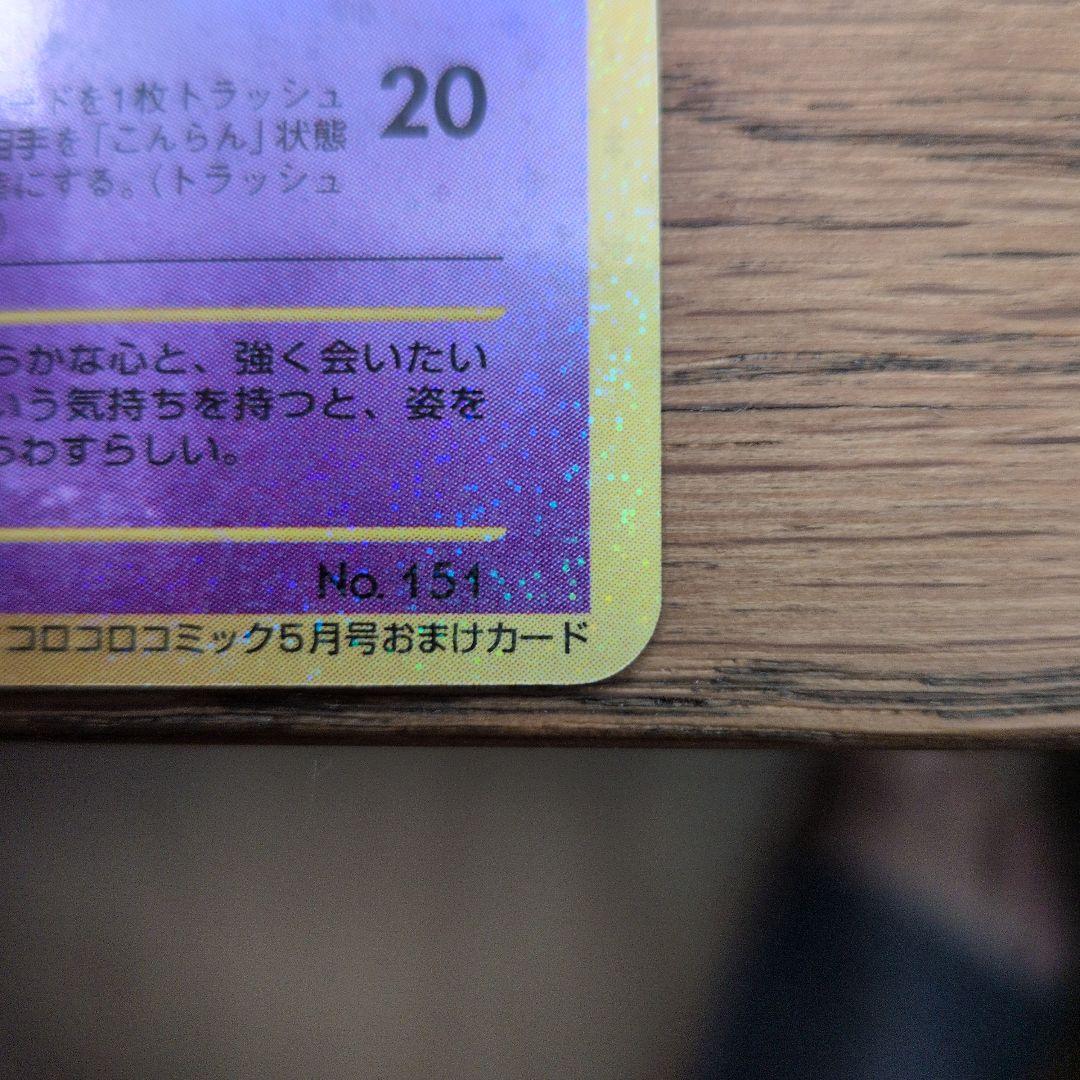 ードを1枚トラッシュ
20
相手を「こんらん」状態
にする。(トラッシュ
らかな心と、強く会いたい
いう気持ちを持つと、姿を
らわすらしい。
No. 151
コロコロコミック5月号おまけカード